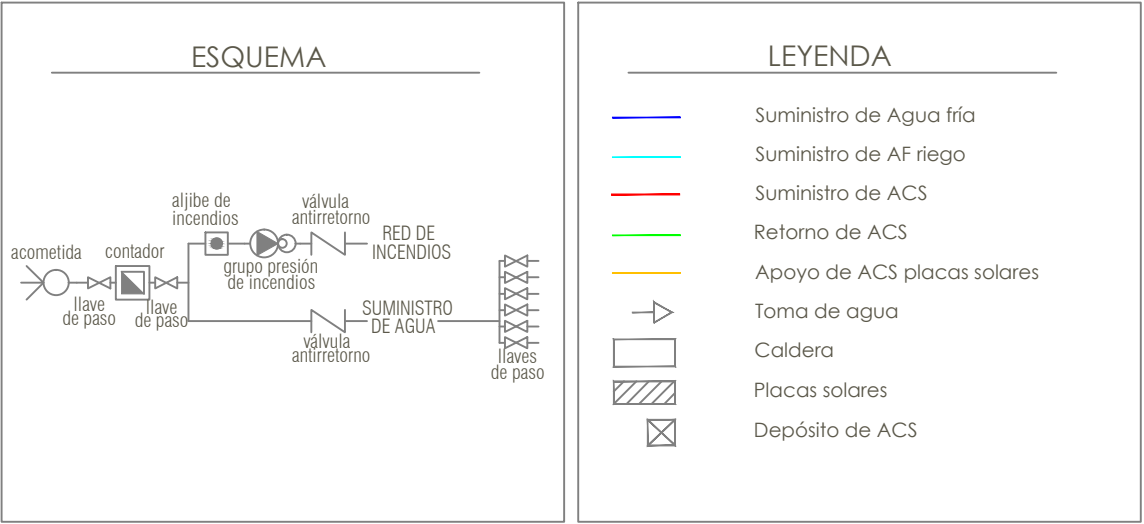 ESQUEMA
aljibe de
incendios
válvula
antirretorno
RED DE
INCENDIOS
acometida
contador
grupo presión
de incendios
llave
de paso
llave
de paso
SUMINISTRO
DE AGUA
válvula
antirretorno
llaves
de paso
LEYENDA
Suministro de Agua fría
Suministro de AF riego
Suministro de ACS
Retorno de ACS
Apoyo de ACS placas solares
Toma de agua
Caldera
Placas solares
Depósito de ACS